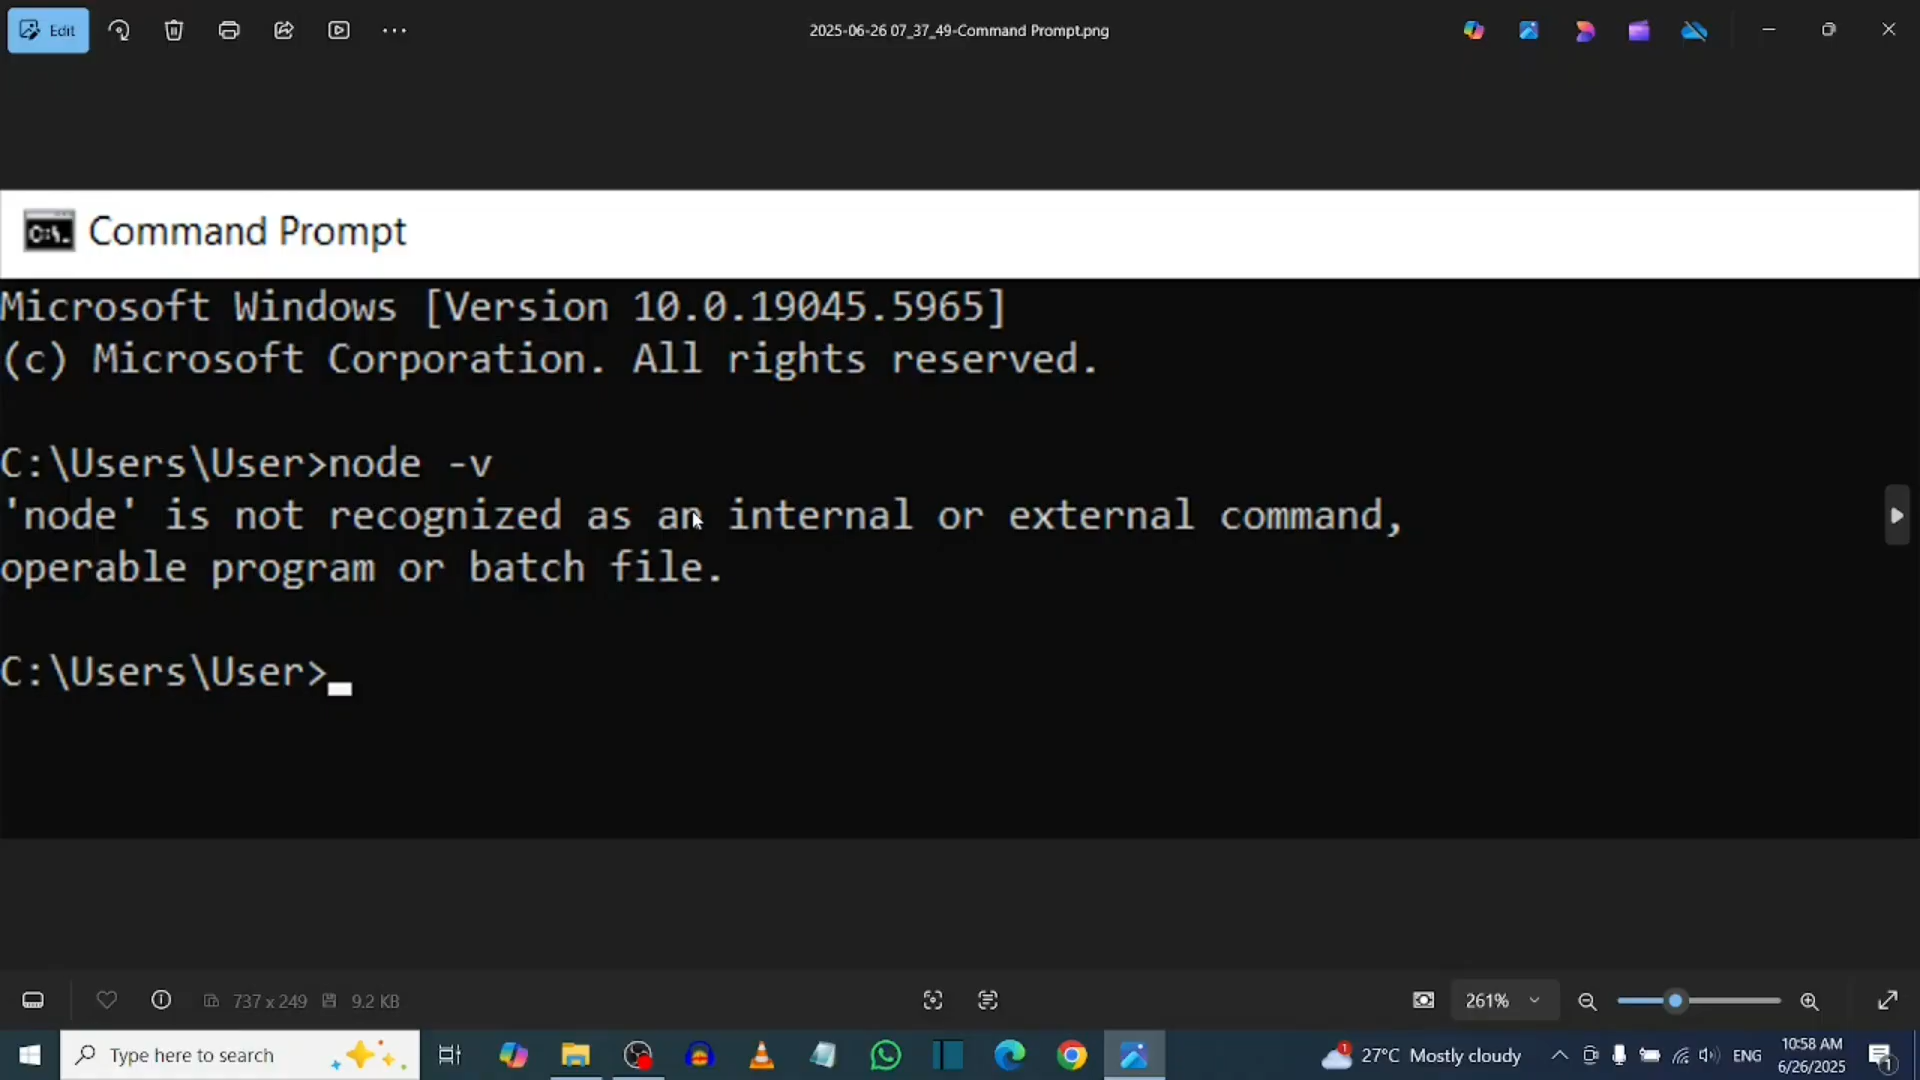 Edit
2025-06-26 07_37_49-Command Prompt.png
C:\.
Command Prompt
Microsoft Windows [Version 10.0.19045.5965]
(c) Microsoft Corporation. All rights reserved.
C:\Users\User>node -v
'node' is not recognized as an internal or external command,
operable program or batch file.
C:\Users\User>
737 x 249
9.2 KB
261%
Type here to search
1
27°C Mostly cloudy
ENG
10:58 AM
6/26/2025
1